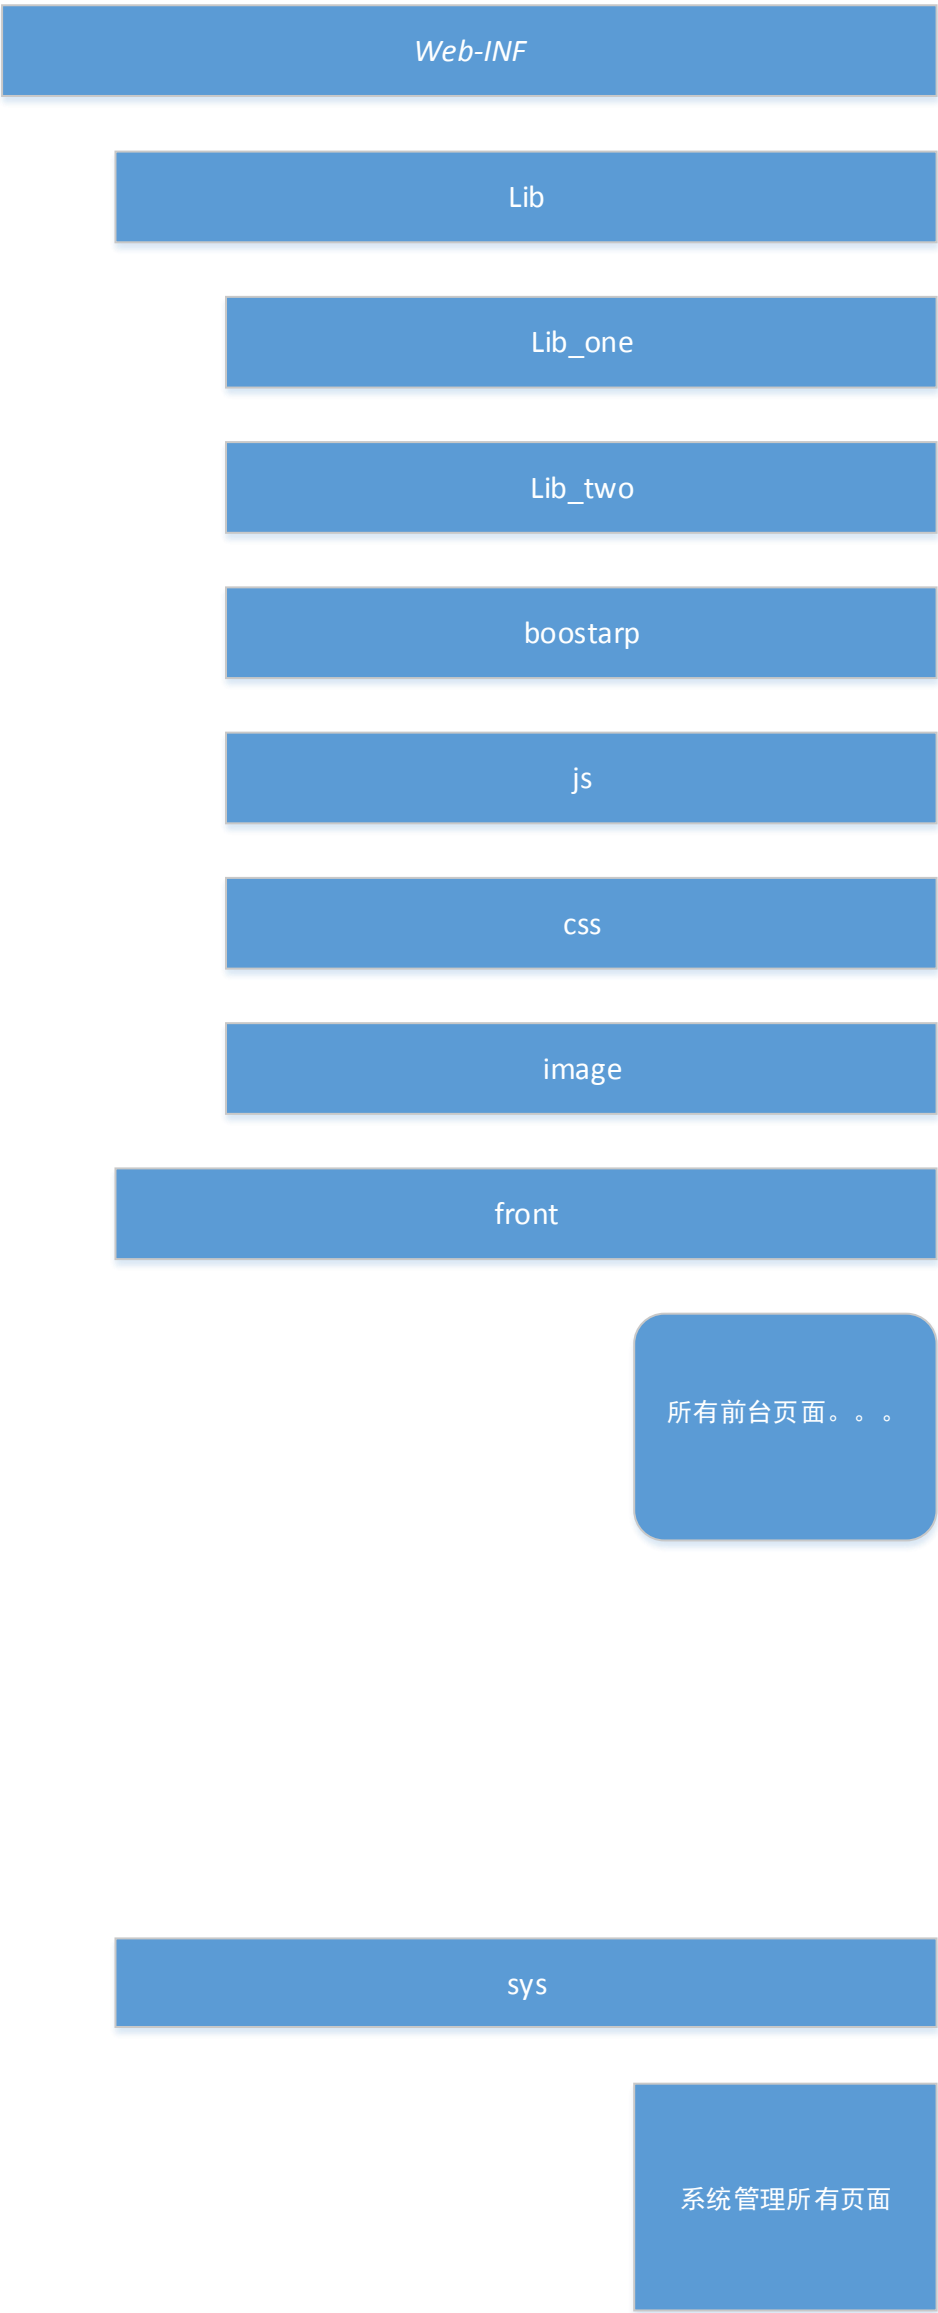 Web-INF
Lib
Lib_one
Lib_two
boostarp
js
css
image
front
所有前台页面。。。
sys
系统管理所有页面